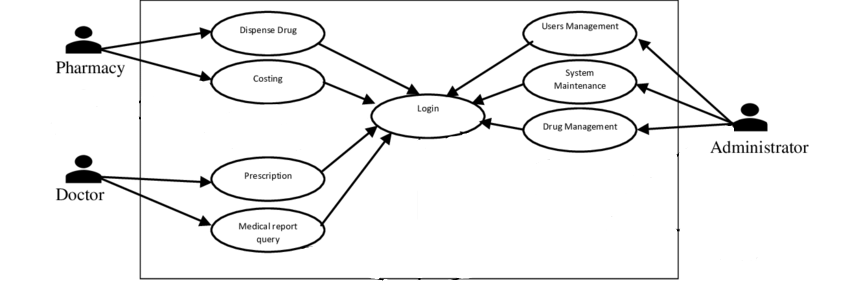 Dispense Drug
Users Management
Pharmacy
Costing
System
Maintenance
Login
Drug Management
Administrator
Doctor
Prescription
Medical report
query